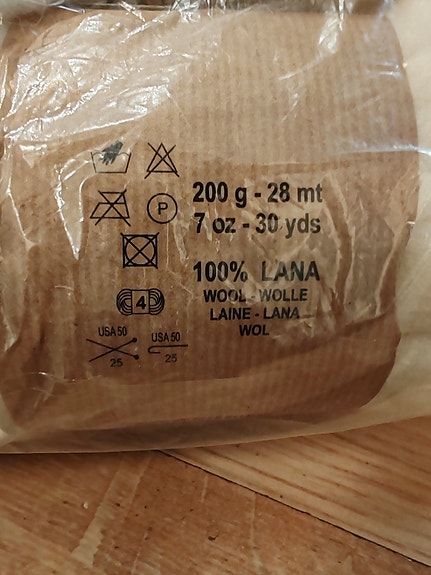 200 g - 28 mt
7 oz - 30 yds
P
100% LANA
WOOL - WOLLE
LAINE - LANA
WOL
4
USA 50
25
USA 50
25